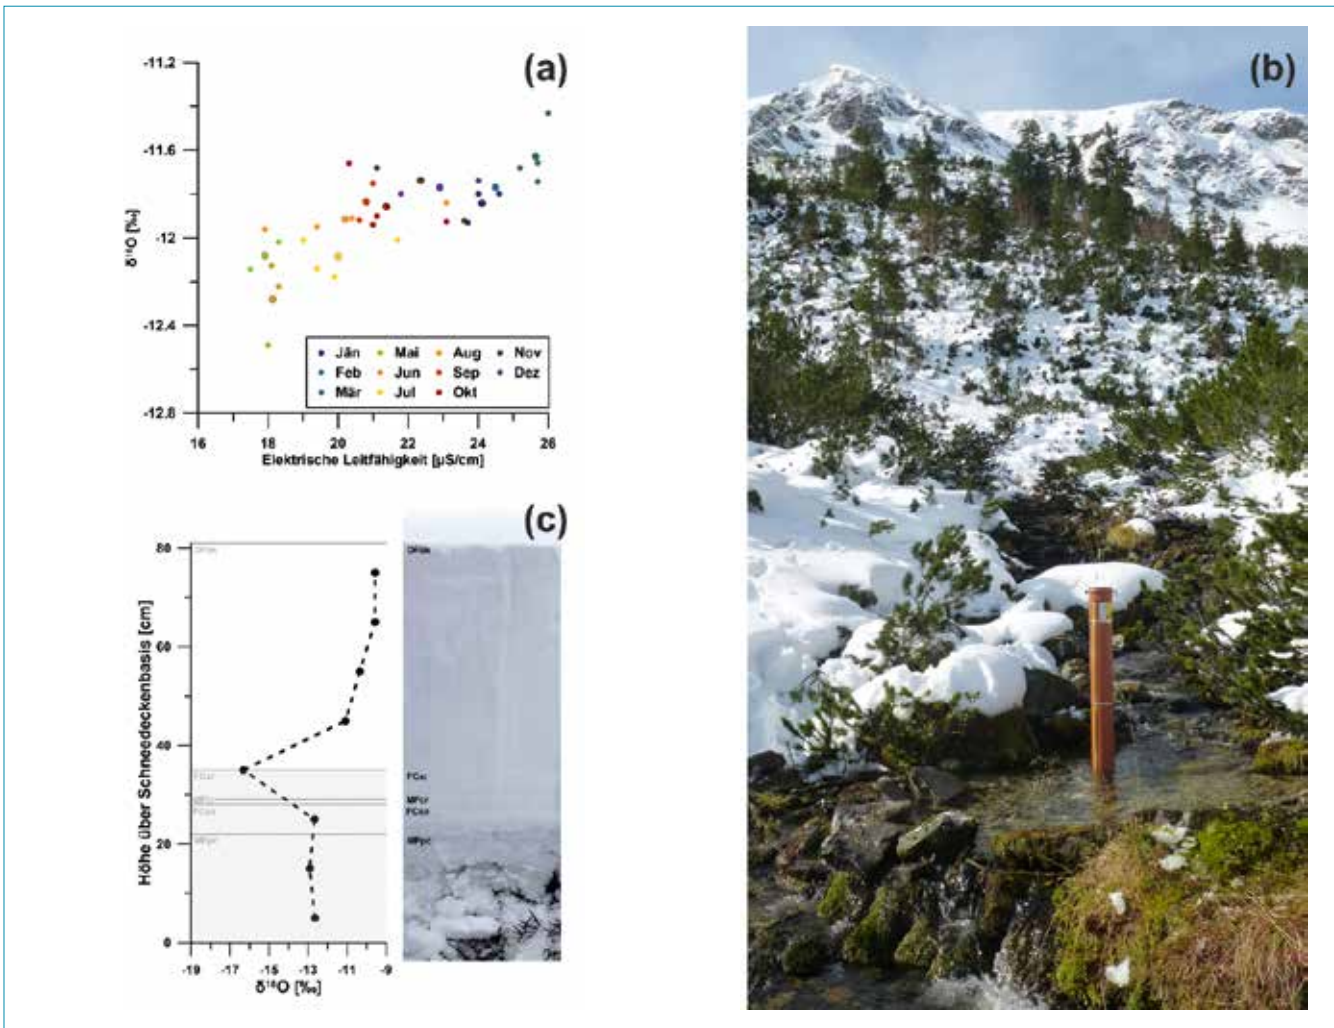 (a)
-11.2
-11.6
-12
-12.4
-12.8
δ¹⁸O [‰]
Jän Mai Aug Nov
Feb Jun Sep Dez
Mär Jul Okt
16 18 20 22 24 26
Elektrische Leitfähigkeit [µS/cm]
(b)
(c)
80
60
40
20
0
Höhe über Schneedeckenbasis [cm]
MFcr
-19 -17 -15 -13 -11 -9
δ¹⁸O [‰]